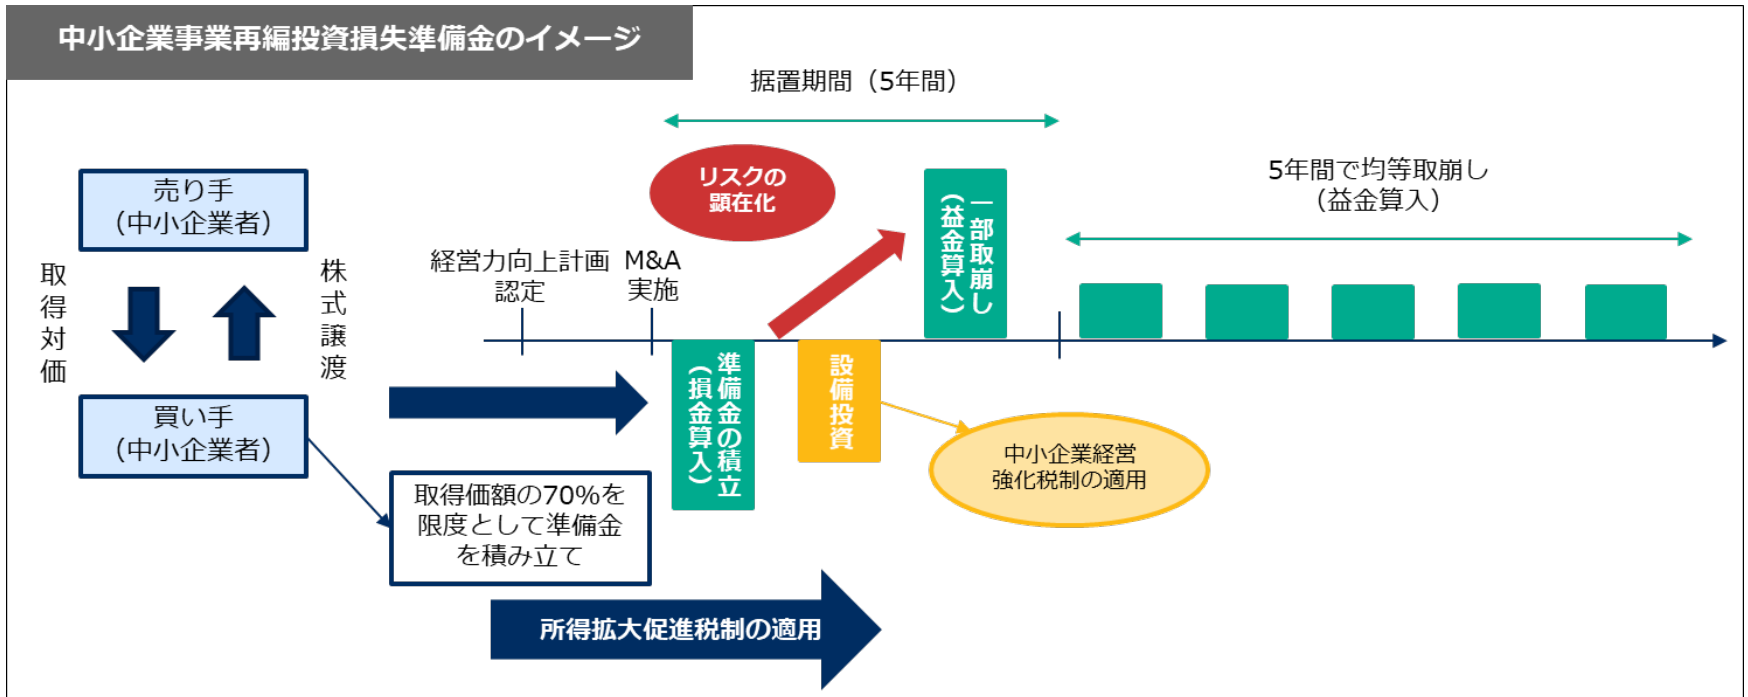 中小企業事業再編投資損失準備金のイメージ
据置期間（5年間）
リスクの
顕在化
一部取崩し
（益金算入）
5年間で均等取崩し
（益金算入）
売り手
（中小企業者）
取得対価
株式譲渡
買い手
（中小企業者）
経営力向上計画
認定
M&A
実施
準備金の積立
（損金算入）
設備投資
中小企業経営
強化税制の適用
取得価額の70%を
限度として準備金
を積み立て
所得拡大促進税制の適用